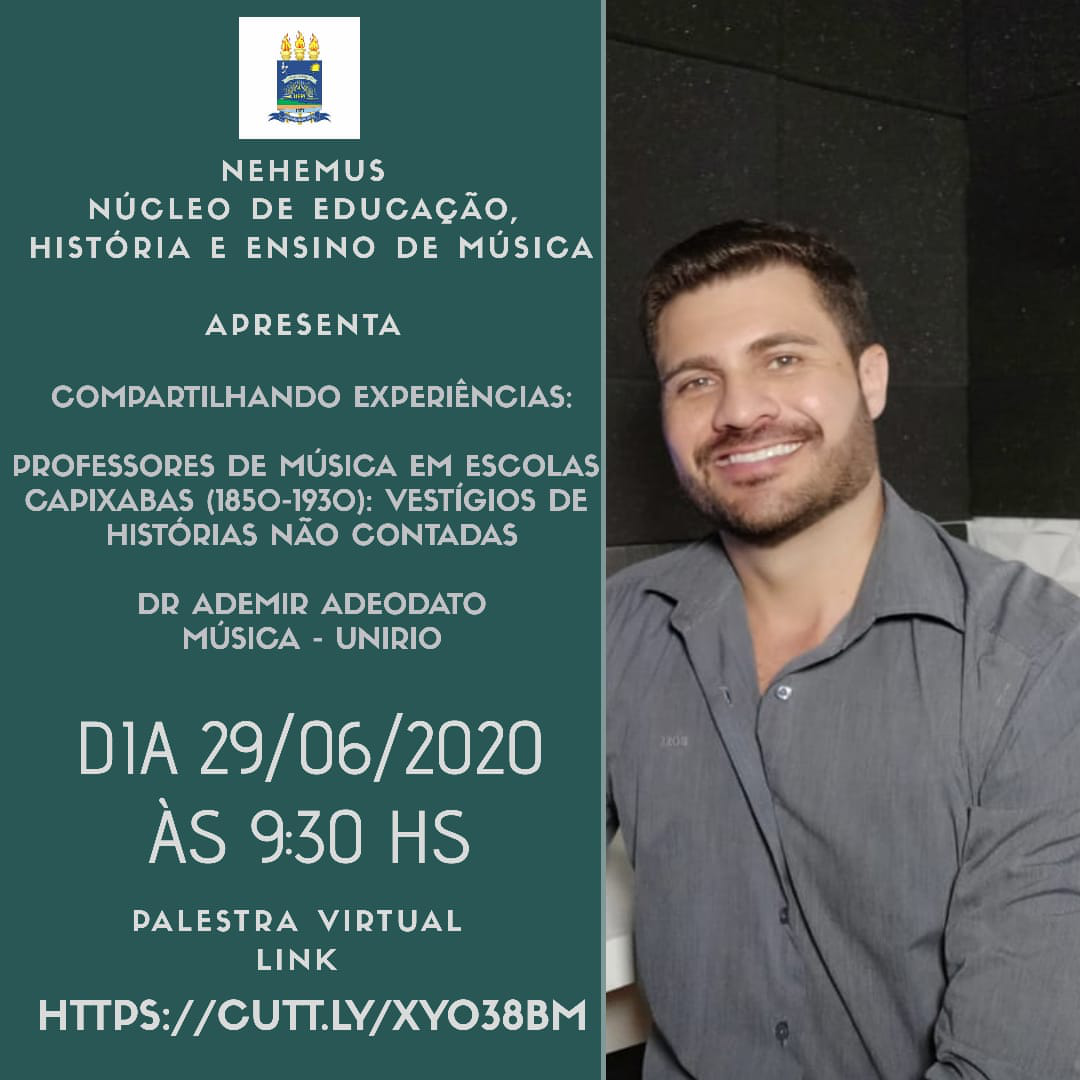 UFPI
NEHEMUS
NÚCLEO DE EDUCAÇÃO,
HISTÓRIA E ENSINO DE MÚSICA
APRESENTA
COMPARTILHANDO EXPERIÊNCIAS:
PROFESSORES DE MÚSICA EM ESCOLAS
CAPIXABAS (1850-1930): VESTÍGIOS DE
HISTÓRIAS NÃO CONTADAS
DR ADEMIR ADEODATO
MÚSICA - UNIRIO
DIA 29/06/2020
ÀS 9:30 HS
PALESTRA VIRTUAL
LINK
HTTPS://CUTT.LY/XYO38BM